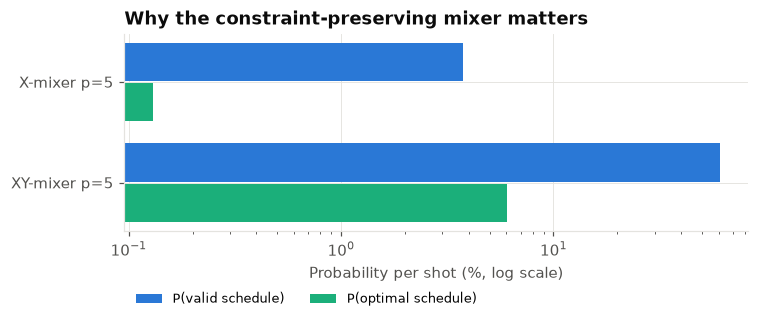 Why the constraint-preserving mixer matters
X-mixer p=5
XY-mixer p=5
10⁻¹ 10⁰ 10¹
Probability per shot (%, log scale)
P(valid schedule) P(optimal schedule)